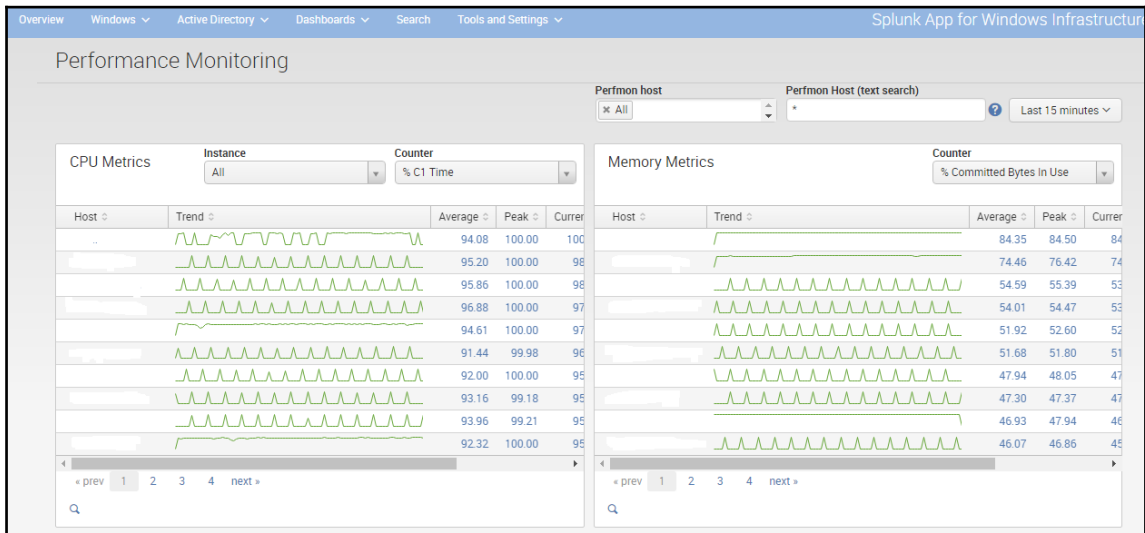 Overview Windows Active Directory Dashboards Search Tools and Settings Splunk App for Windows Infrastructure
Performance Monitoring
Perfmon host Perfmon Host (text search)
× All * ? Last 15 minutes
CPU Metrics Instance Counter
All % C1 Time
Host Trend Average Peak Curren
.. 94.08 100.00 100
95.20 100.00 98
95.86 100.00 98
96.88 100.00 97
94.61 100.00 97
91.44 99.98 96
92.00 100.00 95
93.16 99.18 95
93.96 99.21 95
92.32 100.00 95
« prev 1 2 3 4 next »
Memory Metrics Counter
% Committed Bytes In Use
Host Trend Average Peak Curren
84.35 84.50 84
74.46 76.42 74
54.59 55.39 53
54.01 54.47 53
51.92 52.60 52
51.68 51.80 51
47.94 48.05 47
47.30 47.37 47
46.93 47.94 46
46.07 46.86 45
« prev 1 2 3 4 next »